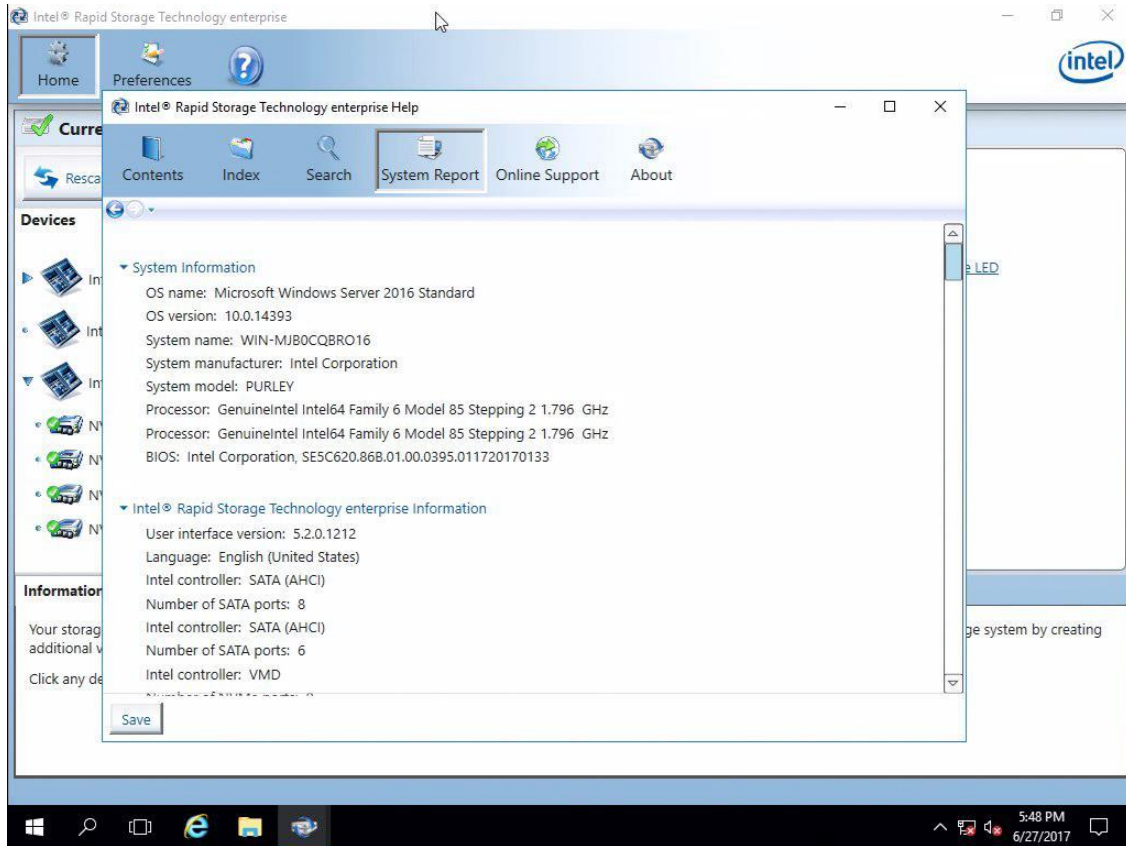 Intel® Rapid Storage Technology enterprise
Home
Preferences
intel
Rescan
Devices
Intel® Rapid Storage Technology enterprise Help
Contents
Index
Search
System Report
Online Support
About
System Information
OS name: Microsoft Windows Server 2016 Standard
OS version: 10.0.14393
System name: WIN-MJB0CQBRO16
System manufacturer: Intel Corporation
System model: PURLEY
Processor: GenuineIntel Intel64 Family 6 Model 85 Stepping 2 1.796 GHz
Processor: GenuineIntel Intel64 Family 6 Model 85 Stepping 2 1.796 GHz
BIOS: Intel Corporation, SE5C620.86B.01.00.0395.011720170133
Intel® Rapid Storage Technology enterprise Information
User interface version: 5.2.0.1212
Language: English (United States)
Intel controller: SATA (AHCI)
Number of SATA ports: 8
Intel controller: SATA (AHCI)
Number of SATA ports: 6
Intel controller: VMD
Save
LED
Information
Your storag
additional v
Click any de
ge system by creating
5:48 PM
6/27/2017